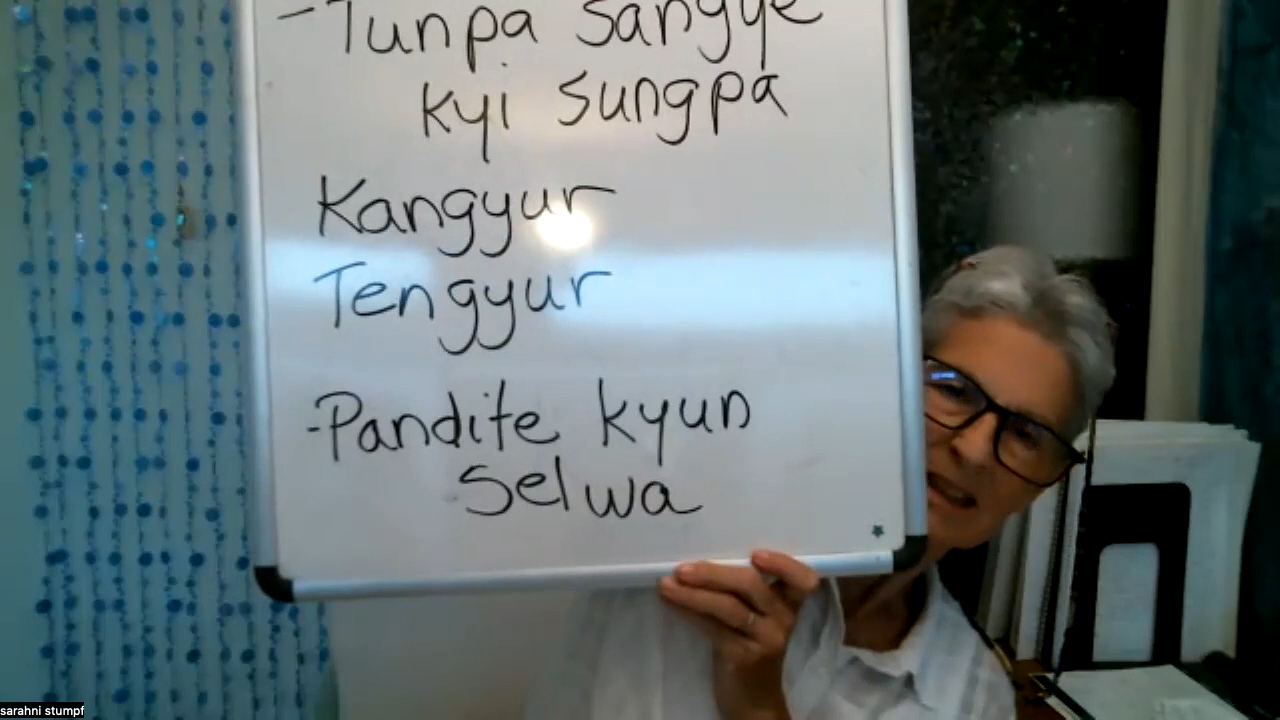 -Tunpa Sangye
kyi sungpa
Kangyur
Tengyur
-Pandite kyun
selwa
sarahni stumpf